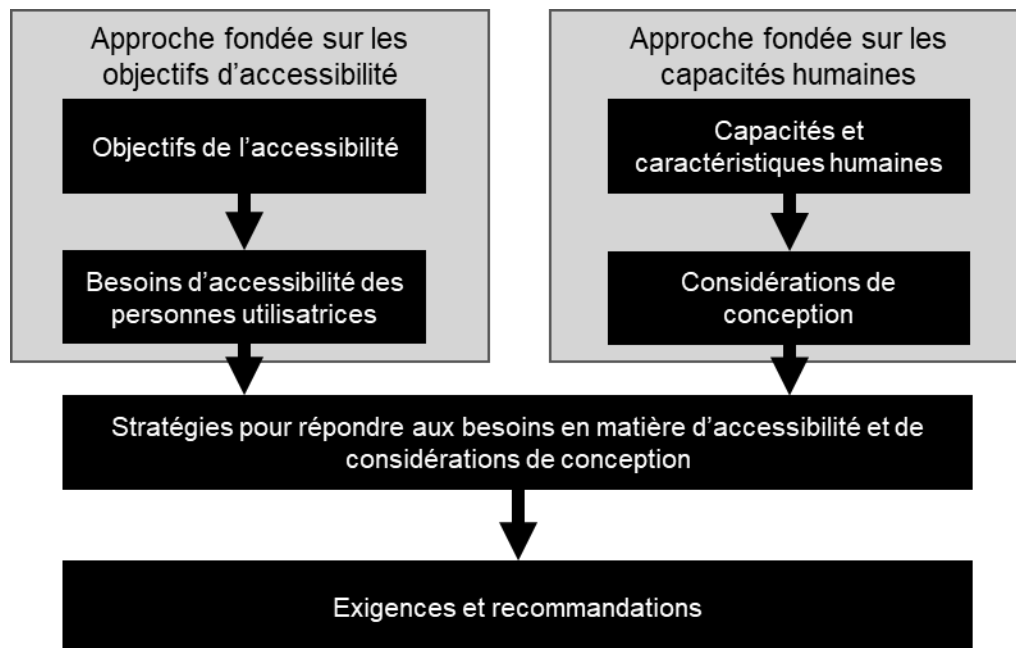 Approche fondée sur les
objectifs d’accessibilité
Objectifs de l’accessibilité
Besoins d’accessibilité des
personnes utilisatrices
Approche fondée sur les
capacités humaines
Capacités et
caractéristiques humaines
Considérations de
conception
Stratégies pour répondre aux besoins en matière d’accessibilité et de
considérations de conception
Exigences et recommandations